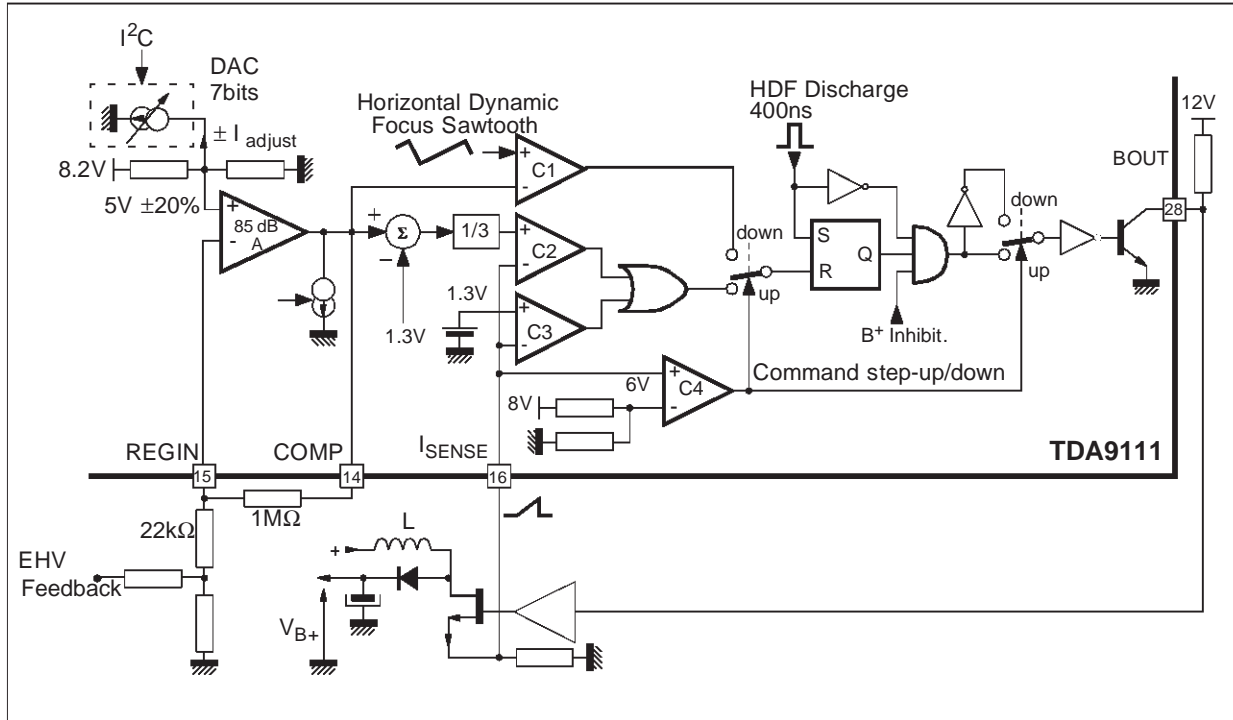 I²C
DAC
7bits
± I adjust
8.2V
5V ±20%
+
-
85 dB
A
Horizontal Dynamic
Focus Sawtooth
+
-
C1
HDF Discharge
400ns
12V
BOUT
28
+
Σ
-
1.3V
1/3
+
-
C2
1.3V
+
-
C3
down
up
S
R
Q
B+ Inhibit.
down
up
+
-
C4
6V
8V
Command step-up/down
TDA9111
REGIN
15
COMP
14
ISENSE
16
1MΩ
22kΩ
EHV
Feedback
L
+
VB+